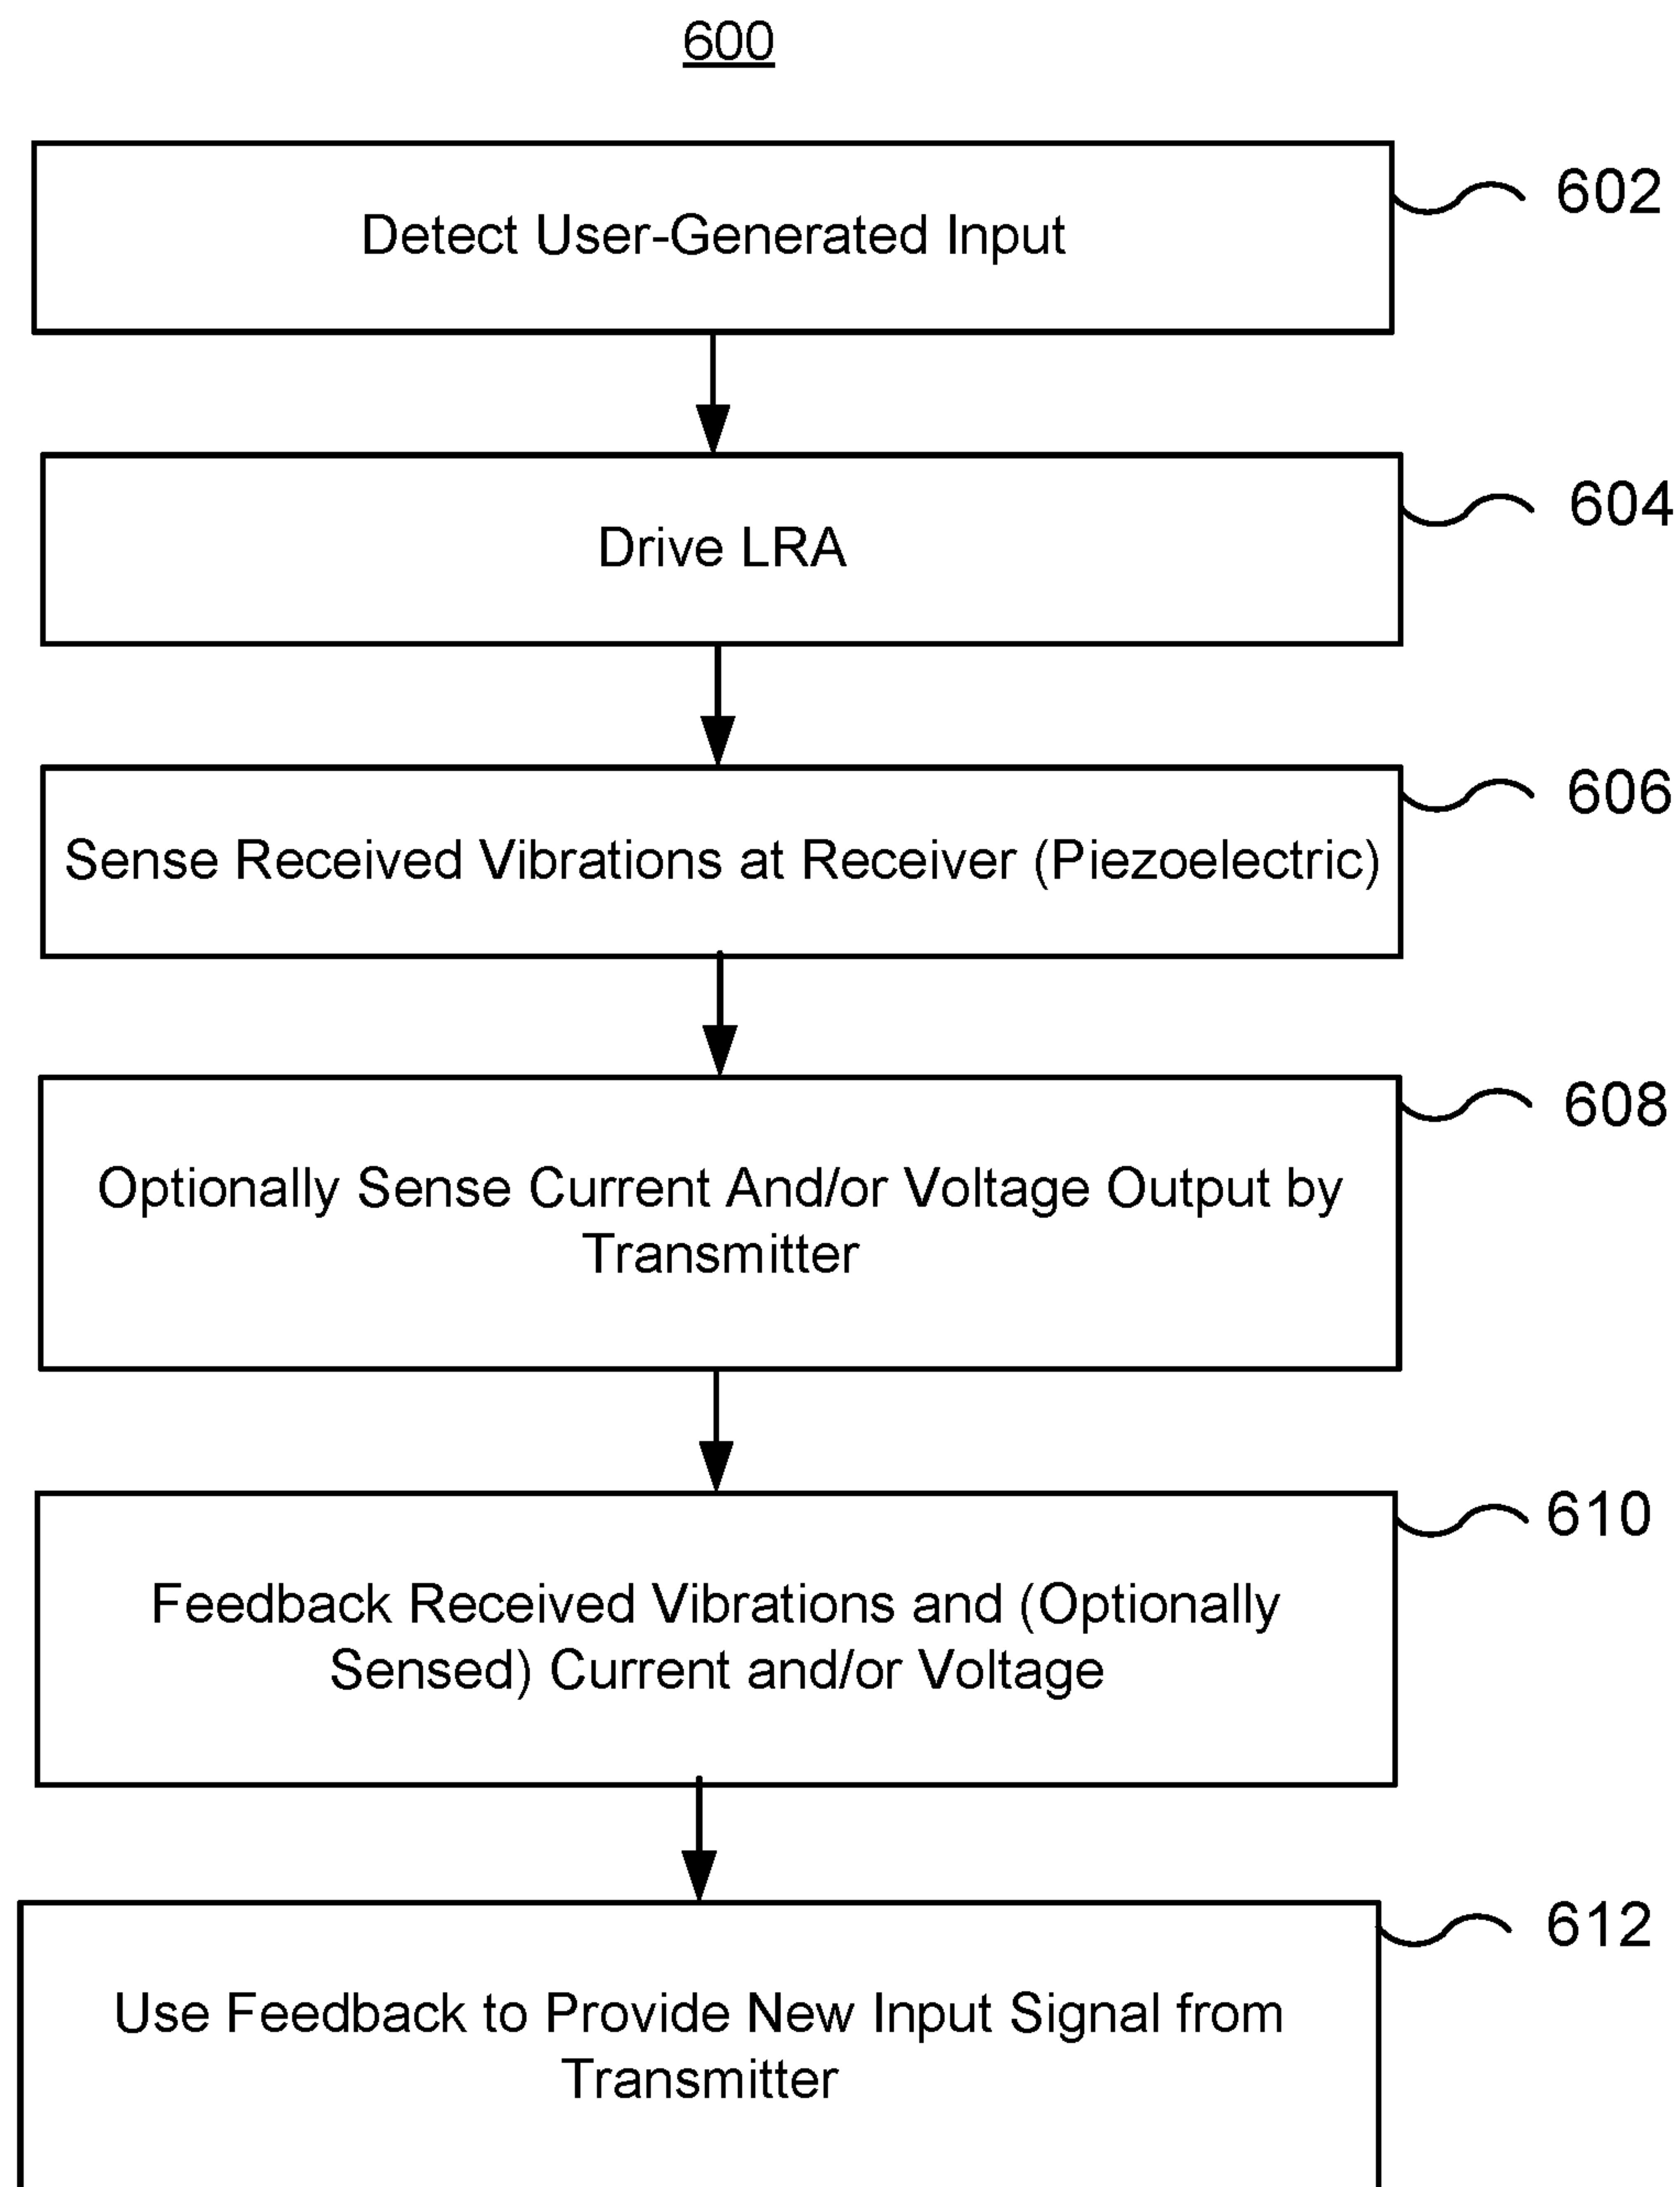 600
Detect User-Generated Input
602
Drive LRA
604
Sense Received Vibrations at Receiver (Piezoelectric)
606
Optionally Sense Current And/or Voltage Output by
Transmitter
608
Feedback Received Vibrations and (Optionally
Sensed) Current and/or Voltage
610
Use Feedback to Provide New Input Signal from
Transmitter
612